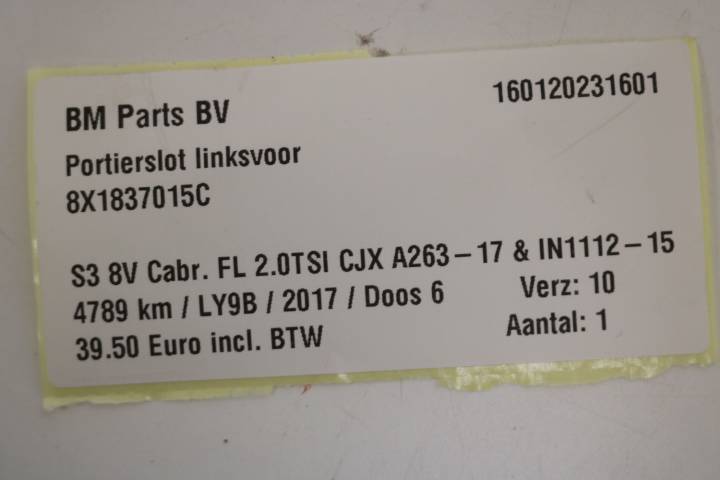 BM Parts BV 160120231601
Portierslot linksvoor
8X1837015C
S3 8V Cabr. FL 2.0TSI CJX A263-17 & IN1112-15
4789 km / LY9B / 2017 / Doos 6 Verz: 10
39.50 Euro incl. BTW Aantal: 1